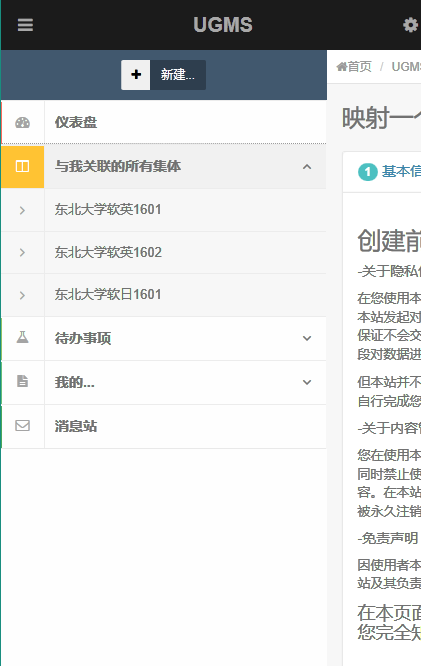 UGMS
新建...
首页 / UGM
仪表盘
与我关联的所有集体
东北大学软英1601
东北大学软英1602
东北大学软日1601
待办事项
我的...
消息站
映射一个
1 基本信
创建前
-关于隐私
在您使用本
本站发起对
保证不会交
段对数据进
但本站并不
自行完成您
-关于内容
您在使用本
同时禁止使
容。在本站
被永久注销
-免责声明
因使用者本
站及其负责
在本页面
您完全知